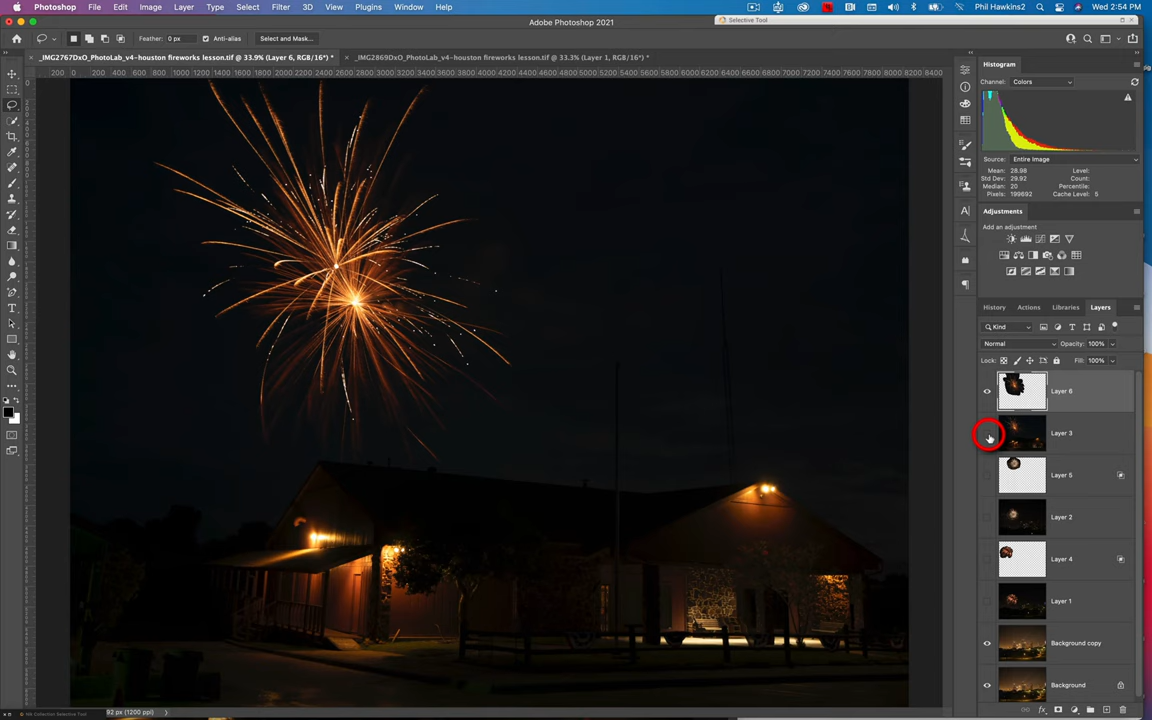 Photoshop File Edit Image Layer Type Select Filter 3D View Plugins Window Help Phil Hawkins2 Wed 2:54 PM
Adobe Photoshop 2021
Selective Tool
Feather: 0 px Anti-alias Select and Mask...
_IMG2767DxO_PhotoLab_v4-houston fireworks lesson.tif @ 33.9% (Layer 6, RGB/16*) *
_IMG2869DxO_PhotoLab_v4-houston fireworks lesson.tif @ 33.3% (Layer 1, RGB/16*) *
200 0 200 400 600 800 1000 1200 1400 1600 1800 2000 2200 2400 2600 2800 3000 3200 3400 3600 3800 4000 4200 4400 4600 4800 5000 5200 5400 5600 5800 6000 6200 6400 6600 6800 7000 7200 7400 7600 7800 8000 8200 8400
Histogram
Channel: Colors
Source: Entire Image
Mean: 28.98 Level:
Std Dev: 29.92 Count:
Median: 20 Percentile:
Pixels: 199692 Cache Level: 5
Adjustments
Add an adjustment
History Actions Libraries Layers
Kind
Normal Opacity: 100%
Lock: Fill: 100%
Layer 6
Layer 3
Layer 5
Layer 2
Layer 4
Layer 1
Background copy
Background
92 px (1200 ppi)
Nik Collection Selective Tool